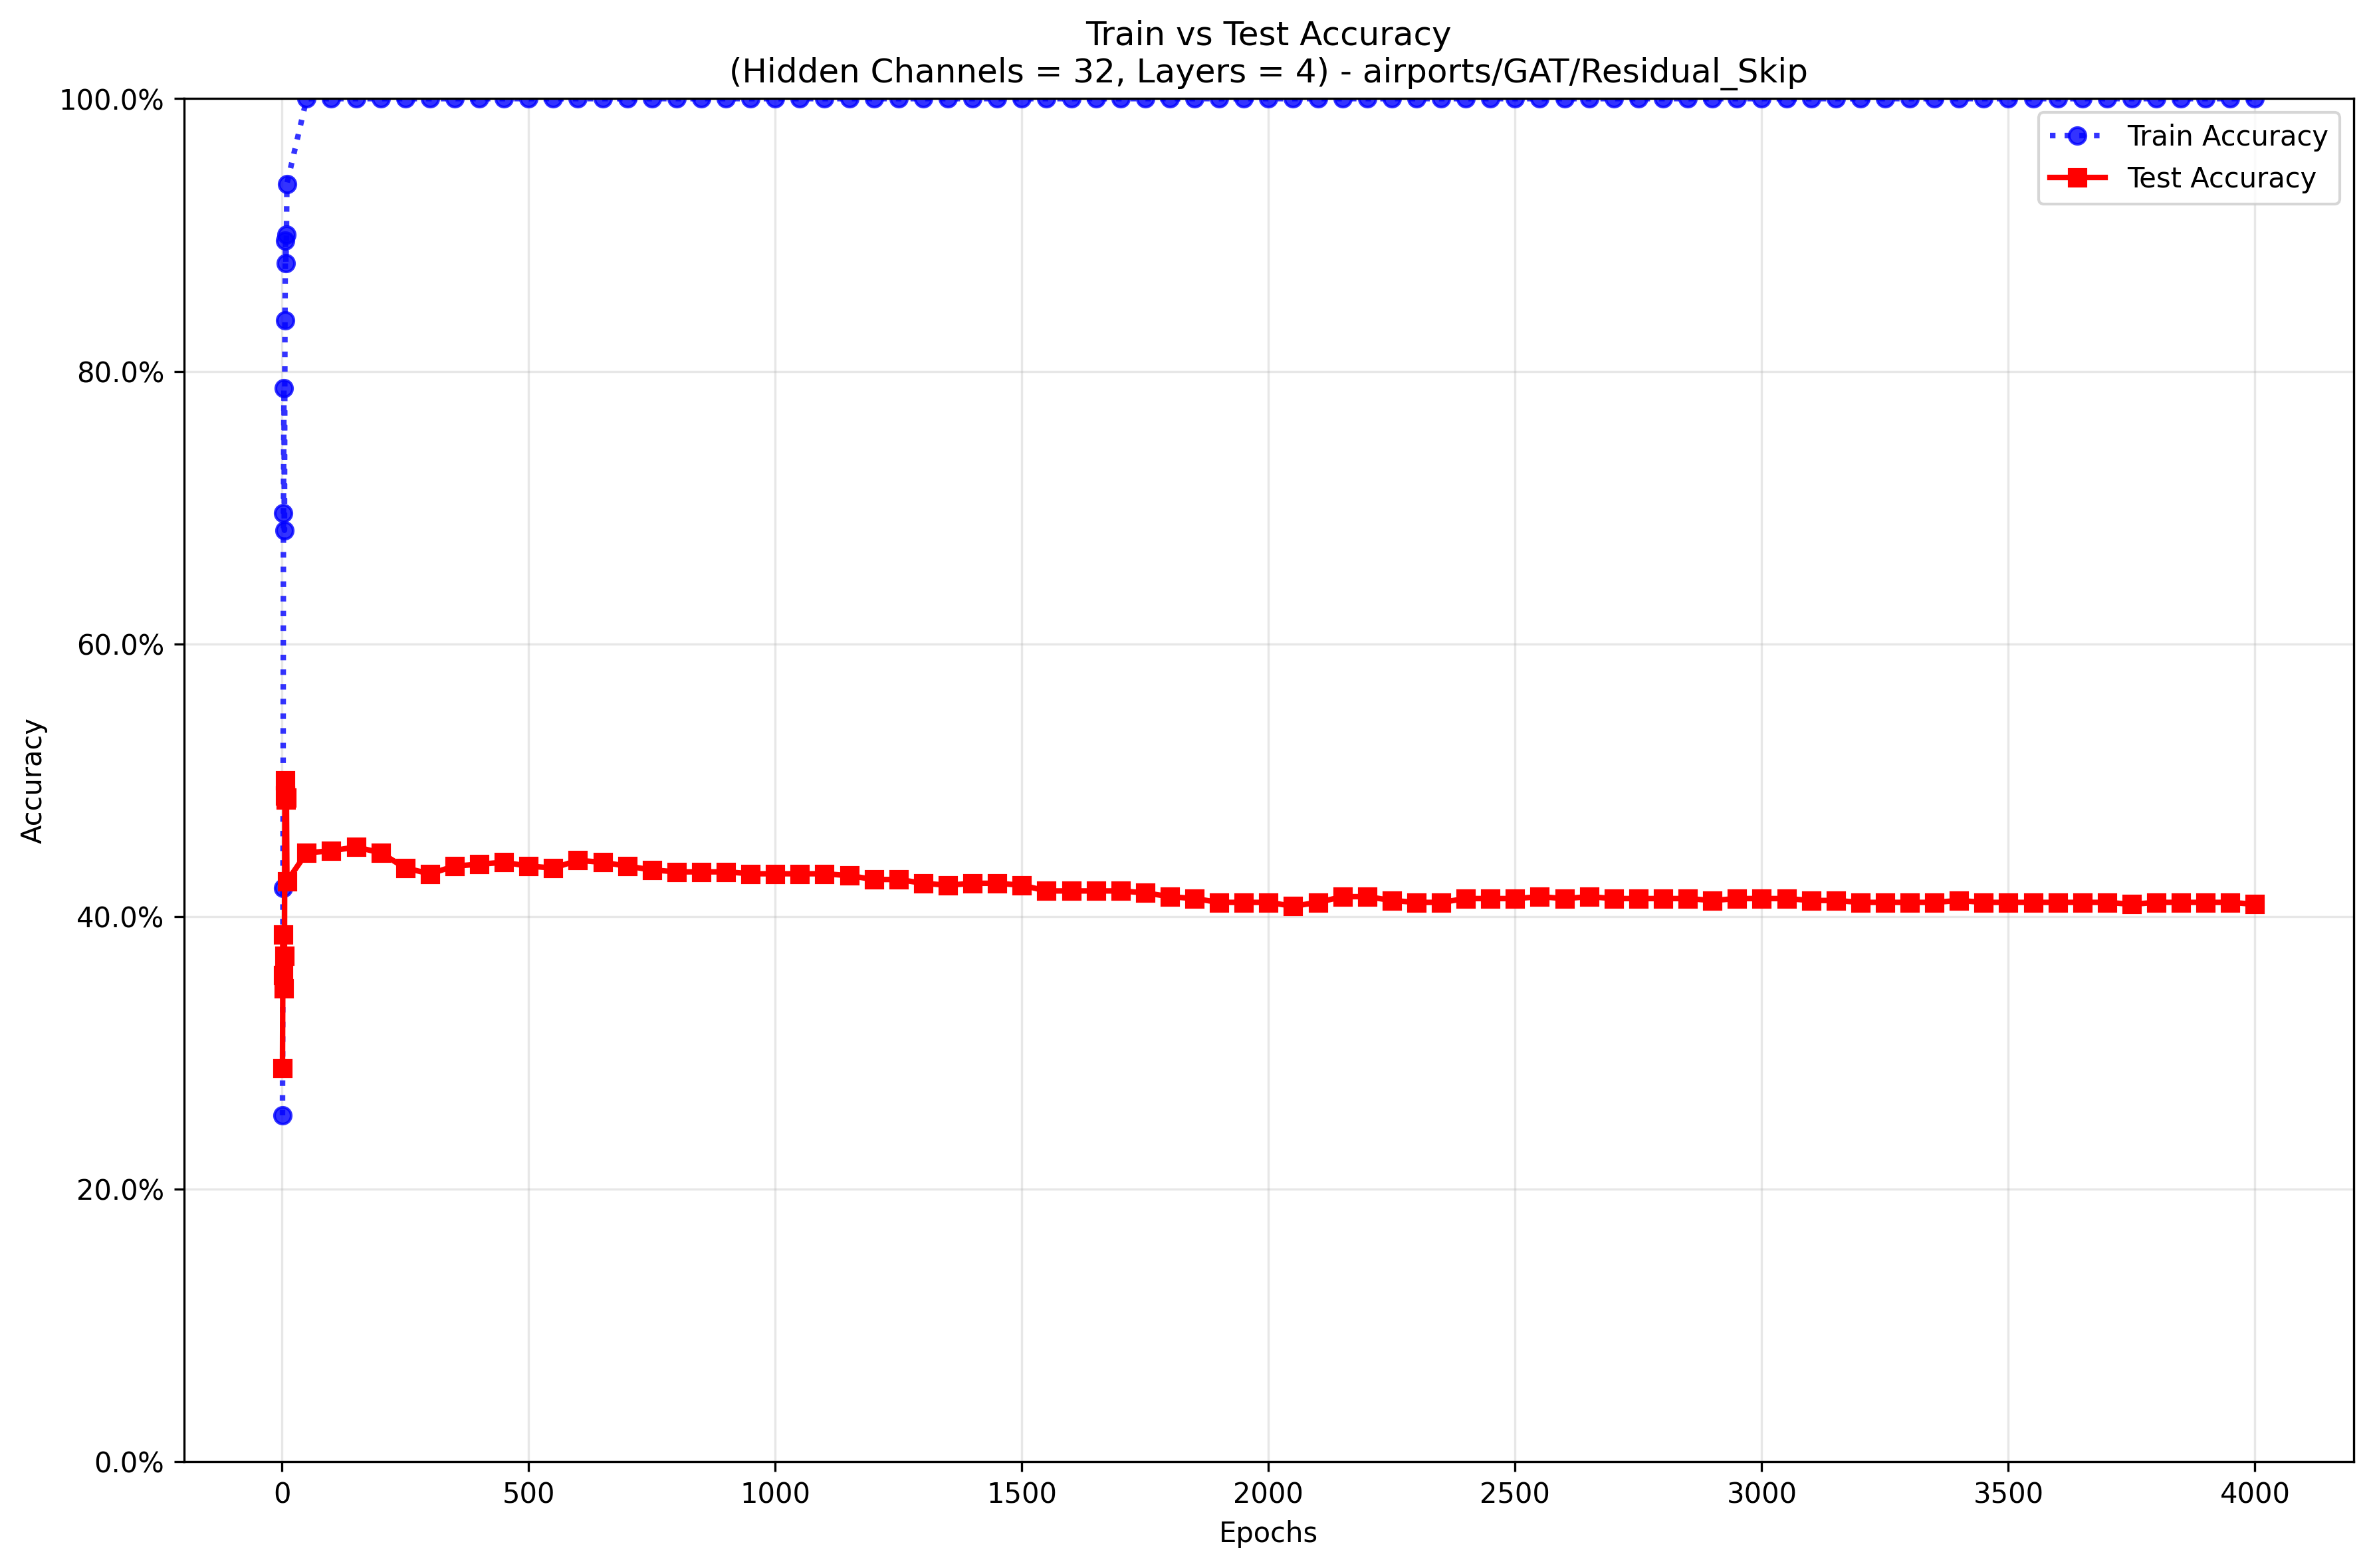 Train vs Test Accuracy
(Hidden Channels = 32, Layers = 4) - airports/GAT/Residual_Skip
100.0%
80.0%
60.0%
40.0%
20.0%
0.0%
Accuracy
Train Accuracy
Test Accuracy
0 500 1000 1500 2000 2500 3000 3500 4000
Epochs